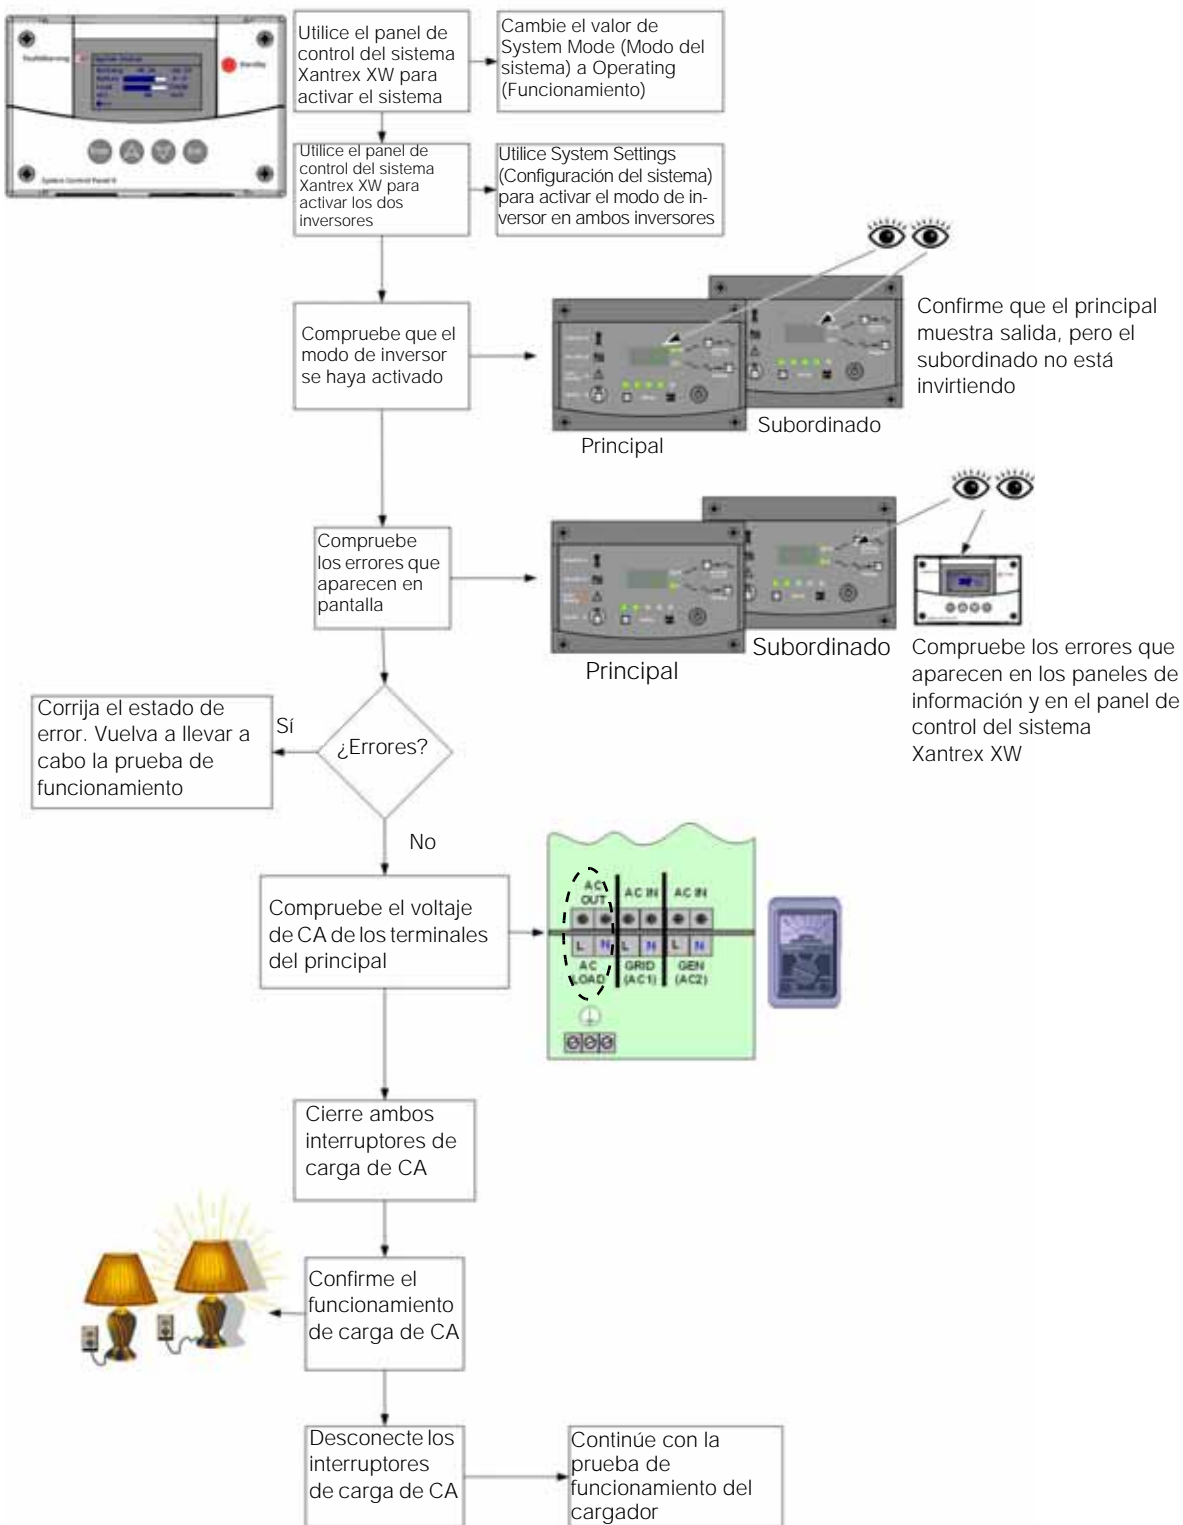 Utilice el panel de
control del sistema
Xantrex XW para
activar el sistema
Cambie el valor de
System Mode (Modo del
sistema) a Operating
(Funcionamiento)
System Status
Standby
System Control Panel II
Utilice el panel de
control del sistema
Xantrex XW para
activar los dos
inversores
Utilice System Settings
(Configuración del sistema)
para activar el modo de in-
versor en ambos inversores
Compruebe que el
modo de inversor
se haya activado
Confirme que el principal
muestra salida, pero el
subordinado no está
invirtiendo
Subordinado
Principal
Compruebe
los errores que
aparecen en
pantalla
Subordinado
Principal
Compruebe los errores que
aparecen en los paneles de
información y en el panel de
control del sistema
Xantrex XW
Corrija el estado de
error. Vuelva a llevar a
cabo la prueba de
funcionamiento
Sí
¿Errores?
No
Compruebe el voltaje
de CA de los terminales
del principal
AC
OUT
AC IN
AC IN
L N L N L N
AC
LOAD
GRID
(AC1)
GEN
(AC2)
Cierre ambos
interruptores de
carga de CA
Confirme el
funcionamiento
de carga de CA
Desconecte los
interruptores
de carga de CA
Continúe con la
prueba de
funcionamiento del
cargador